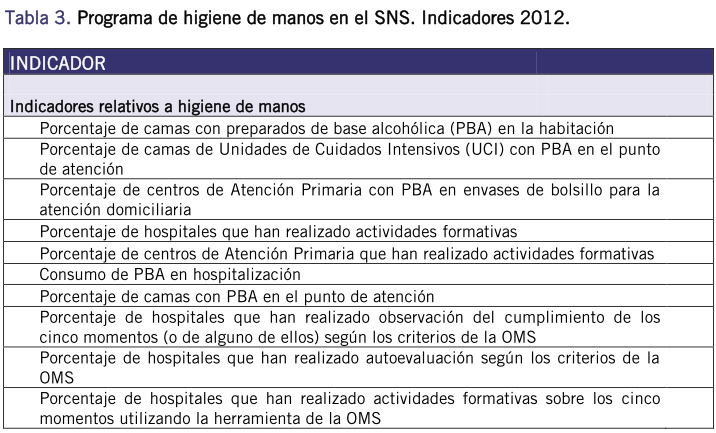 Tabla 3. Programa de higiene de manos en el SNS. Indicadores 2012.
INDICADOR
Indicadores relativos a higiene de manos
Porcentaje de camas con preparados de base alcohólica (PBA) en la habitación
Porcentaje de camas de Unidades de Cuidados Intensivos (UCI) con PBA en el punto
de atención
Porcentaje de centros de Atención Primaria con PBA en envases de bolsillo para la
atención domiciliaria
Porcentaje de hospitales que han realizado actividades formativas
Porcentaje de centros de Atención Primaria que han realizado actividades formativas
Consumo de PBA en hospitalización
Porcentaje de camas con PBA en el punto de atención
Porcentaje de hospitales que han realizado observación del cumplimiento de los
cinco momentos (o de alguno de ellos) según los criterios de la OMS
Porcentaje de hospitales que han realizado autoevaluación según los criterios de la
OMS
Porcentaje de hospitales que han realizado actividades formativas sobre los cinco
momentos utilizando la herramienta de la OMS